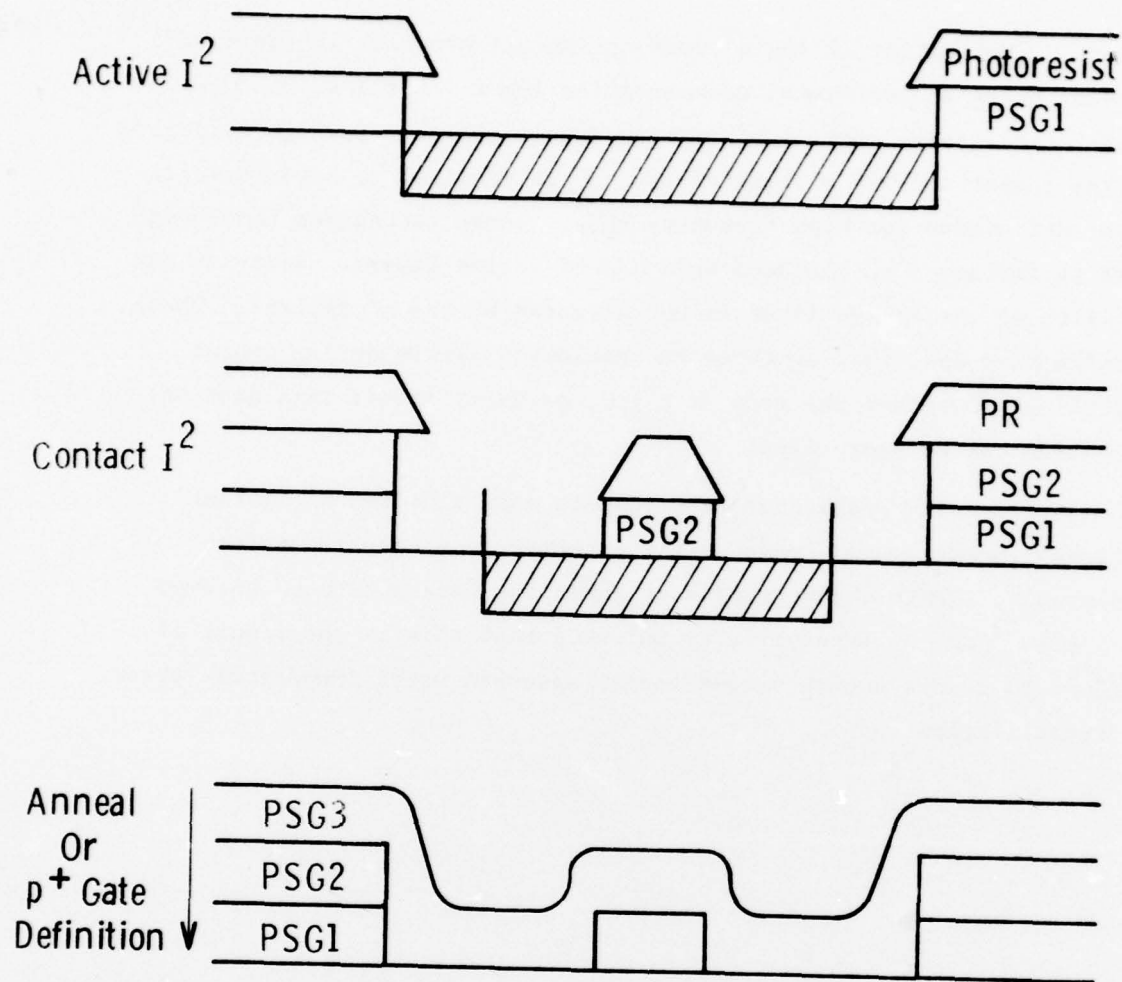 Active I²
Photoresist
PSG1
Contact I²
PR
PSG2
PSG1
PSG2
Anneal
Or
p⁺ Gate
Definition
PSG3
PSG2
PSG1